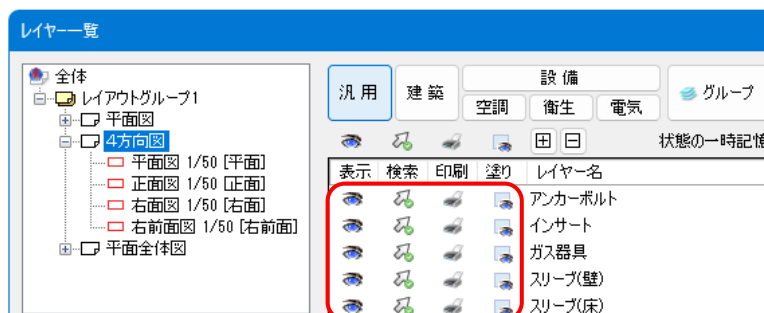 レイヤー一覧
全体
レイアウトグループ1
平面図
4方向図
平面図 1/50 [平面]
正面図 1/50 [正面]
右面図 1/50 [右面]
右前面図 1/50 [右前面]
平面全体図
汎用 建築 設備
空調 衛生 電気
グループ
状態の一時記憶
表示 検索 印刷 塗り レイヤー名
アンカーボルト
インサート
ガス器具
スリーブ(壁)
スリーブ(床)